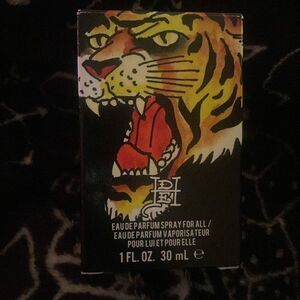 EAU DE PARFUM SPRAY FOR ALL /
EAU DE PARFUM VAPORISATEUR
POUR LUI ET POUR ELLE
1 FL. OZ. 30 mL ℮